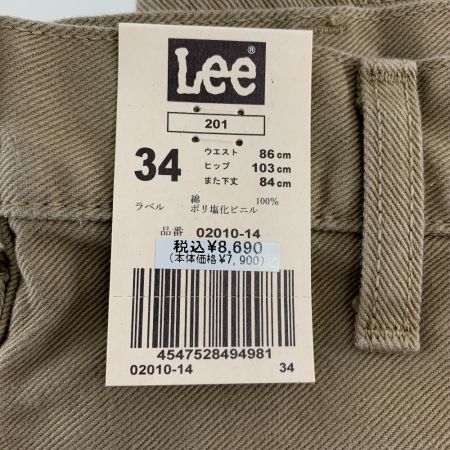 Lee®
201
34
ウエスト 86cm
ヒップ 103cm
また下丈 84cm
ラベル 綿 100%
ポリ塩化ビニル
品番 02010-14
税込¥8,690
(本体価格¥7,900)
4547528494981
02010-14 34